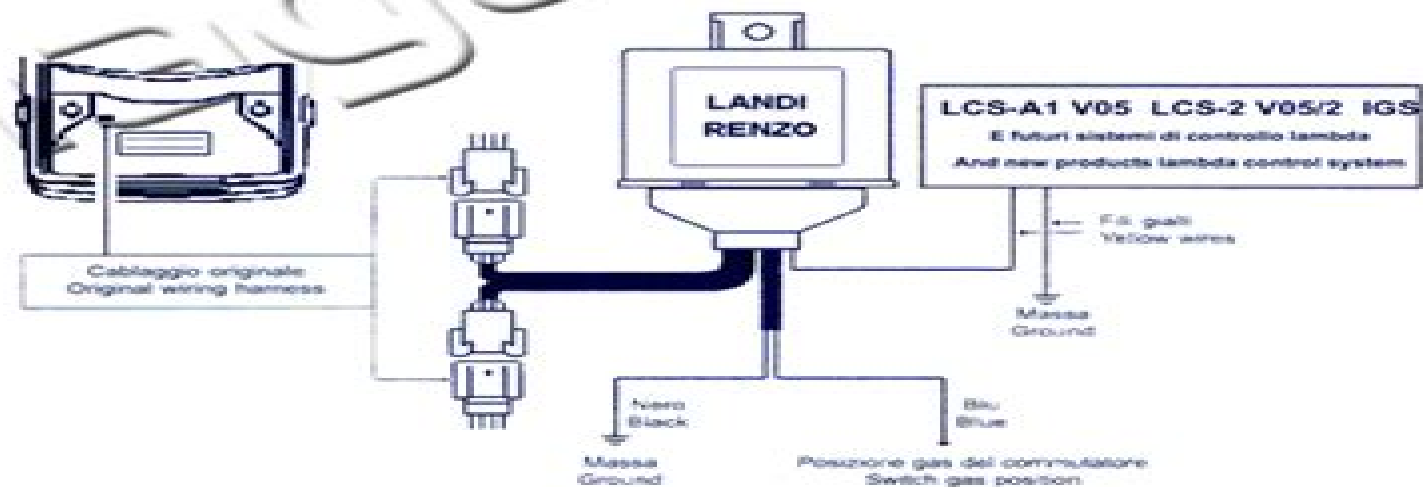 LANDI
RENZO
LCS-A1 V05 LCS-2 V05/2 IGS
E futuri sistemi di controllo lambda
And new products lambda control system
Fili gialli
Yellow wires
Massa
Ground
Cablaggio originale
Original wiring harness
Nero
Black
Massa
Ground
Blu
Blue
Posizione gas del commutatore
Switch gas position